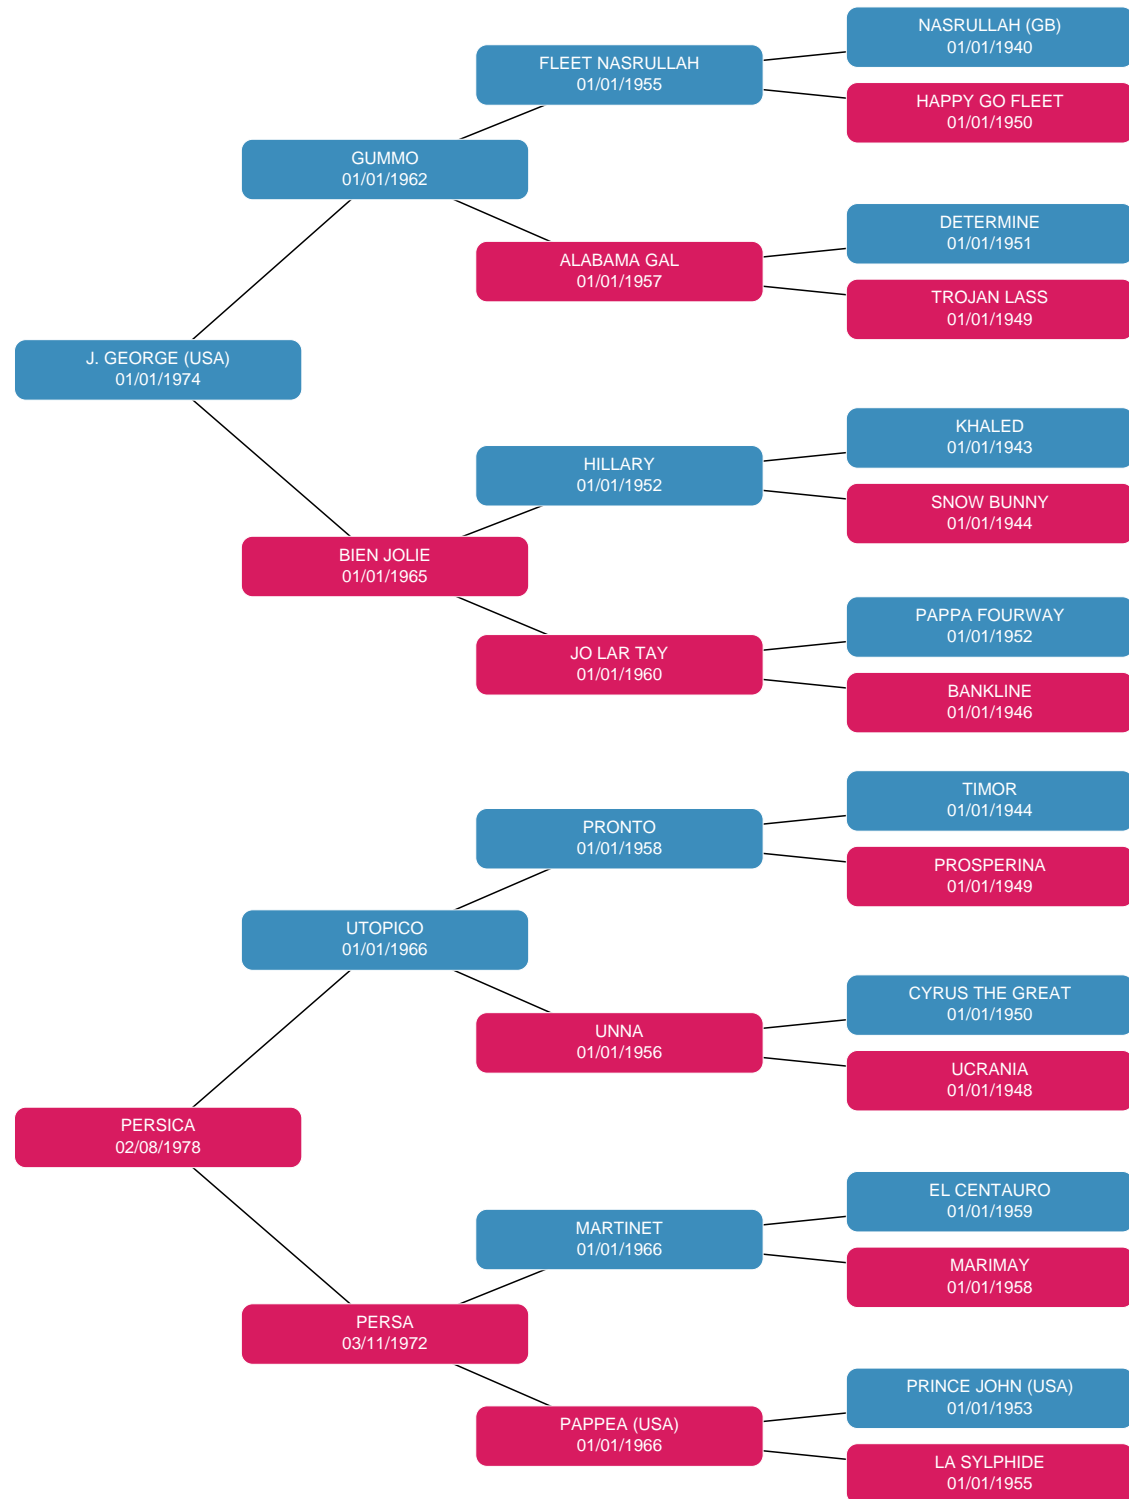 NASRULLAH (GB)
01/01/1940
FLEET NASRULLAH
01/01/1955
HAPPY GO FLEET
01/01/1950
GUMMO
01/01/1962
DETERMINE
01/01/1951
ALABAMA GAL
01/01/1957
TROJAN LASS
01/01/1949
J. GEORGE (USA)
01/01/1974
KHALED
01/01/1943
HILLARY
01/01/1952
SNOW BUNNY
01/01/1944
BIEN JOLIE
01/01/1965
PAPPA FOURWAY
01/01/1952
JO LAR TAY
01/01/1960
BANKLINE
01/01/1946
TIMOR
01/01/1944
PRONTO
01/01/1958
PROSPERINA
01/01/1949
UTOPICO
01/01/1966
CYRUS THE GREAT
01/01/1950
UNNA
01/01/1956
UCRANIA
01/01/1948
PERSICA
02/08/1978
EL CENTAURO
01/01/1959
MARTINET
01/01/1966
MARIMAY
01/01/1958
PERSA
03/11/1972
PRINCE JOHN (USA)
01/01/1953
PAPPEA (USA)
01/01/1966
LA SYLPHIDE
01/01/1955